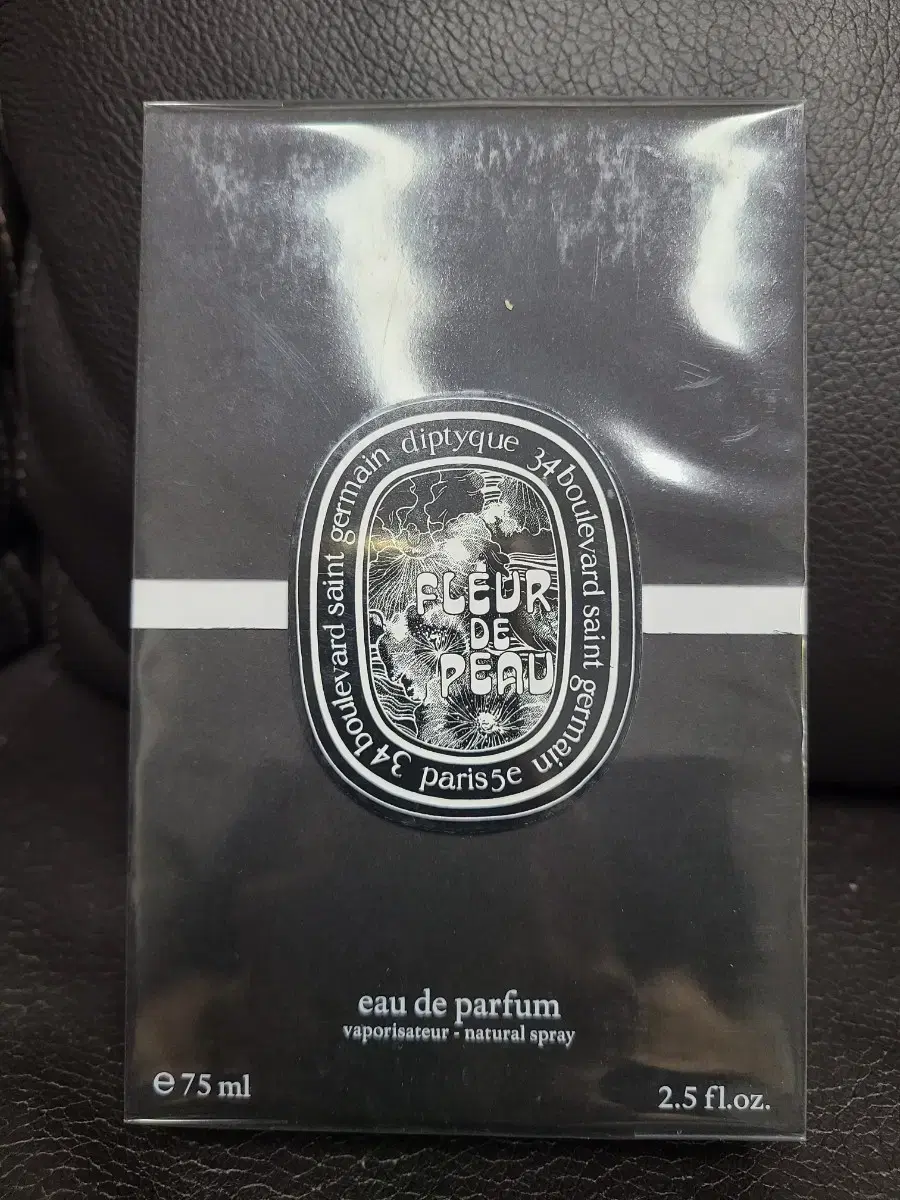 diptyque 34 boulevard saint germain paris 5e 34 boulevard saint germain
FLEUR
DE
PEAU
eau de parfum
vaporisateur - natural spray
℮ 75 ml
2.5 fl.oz.